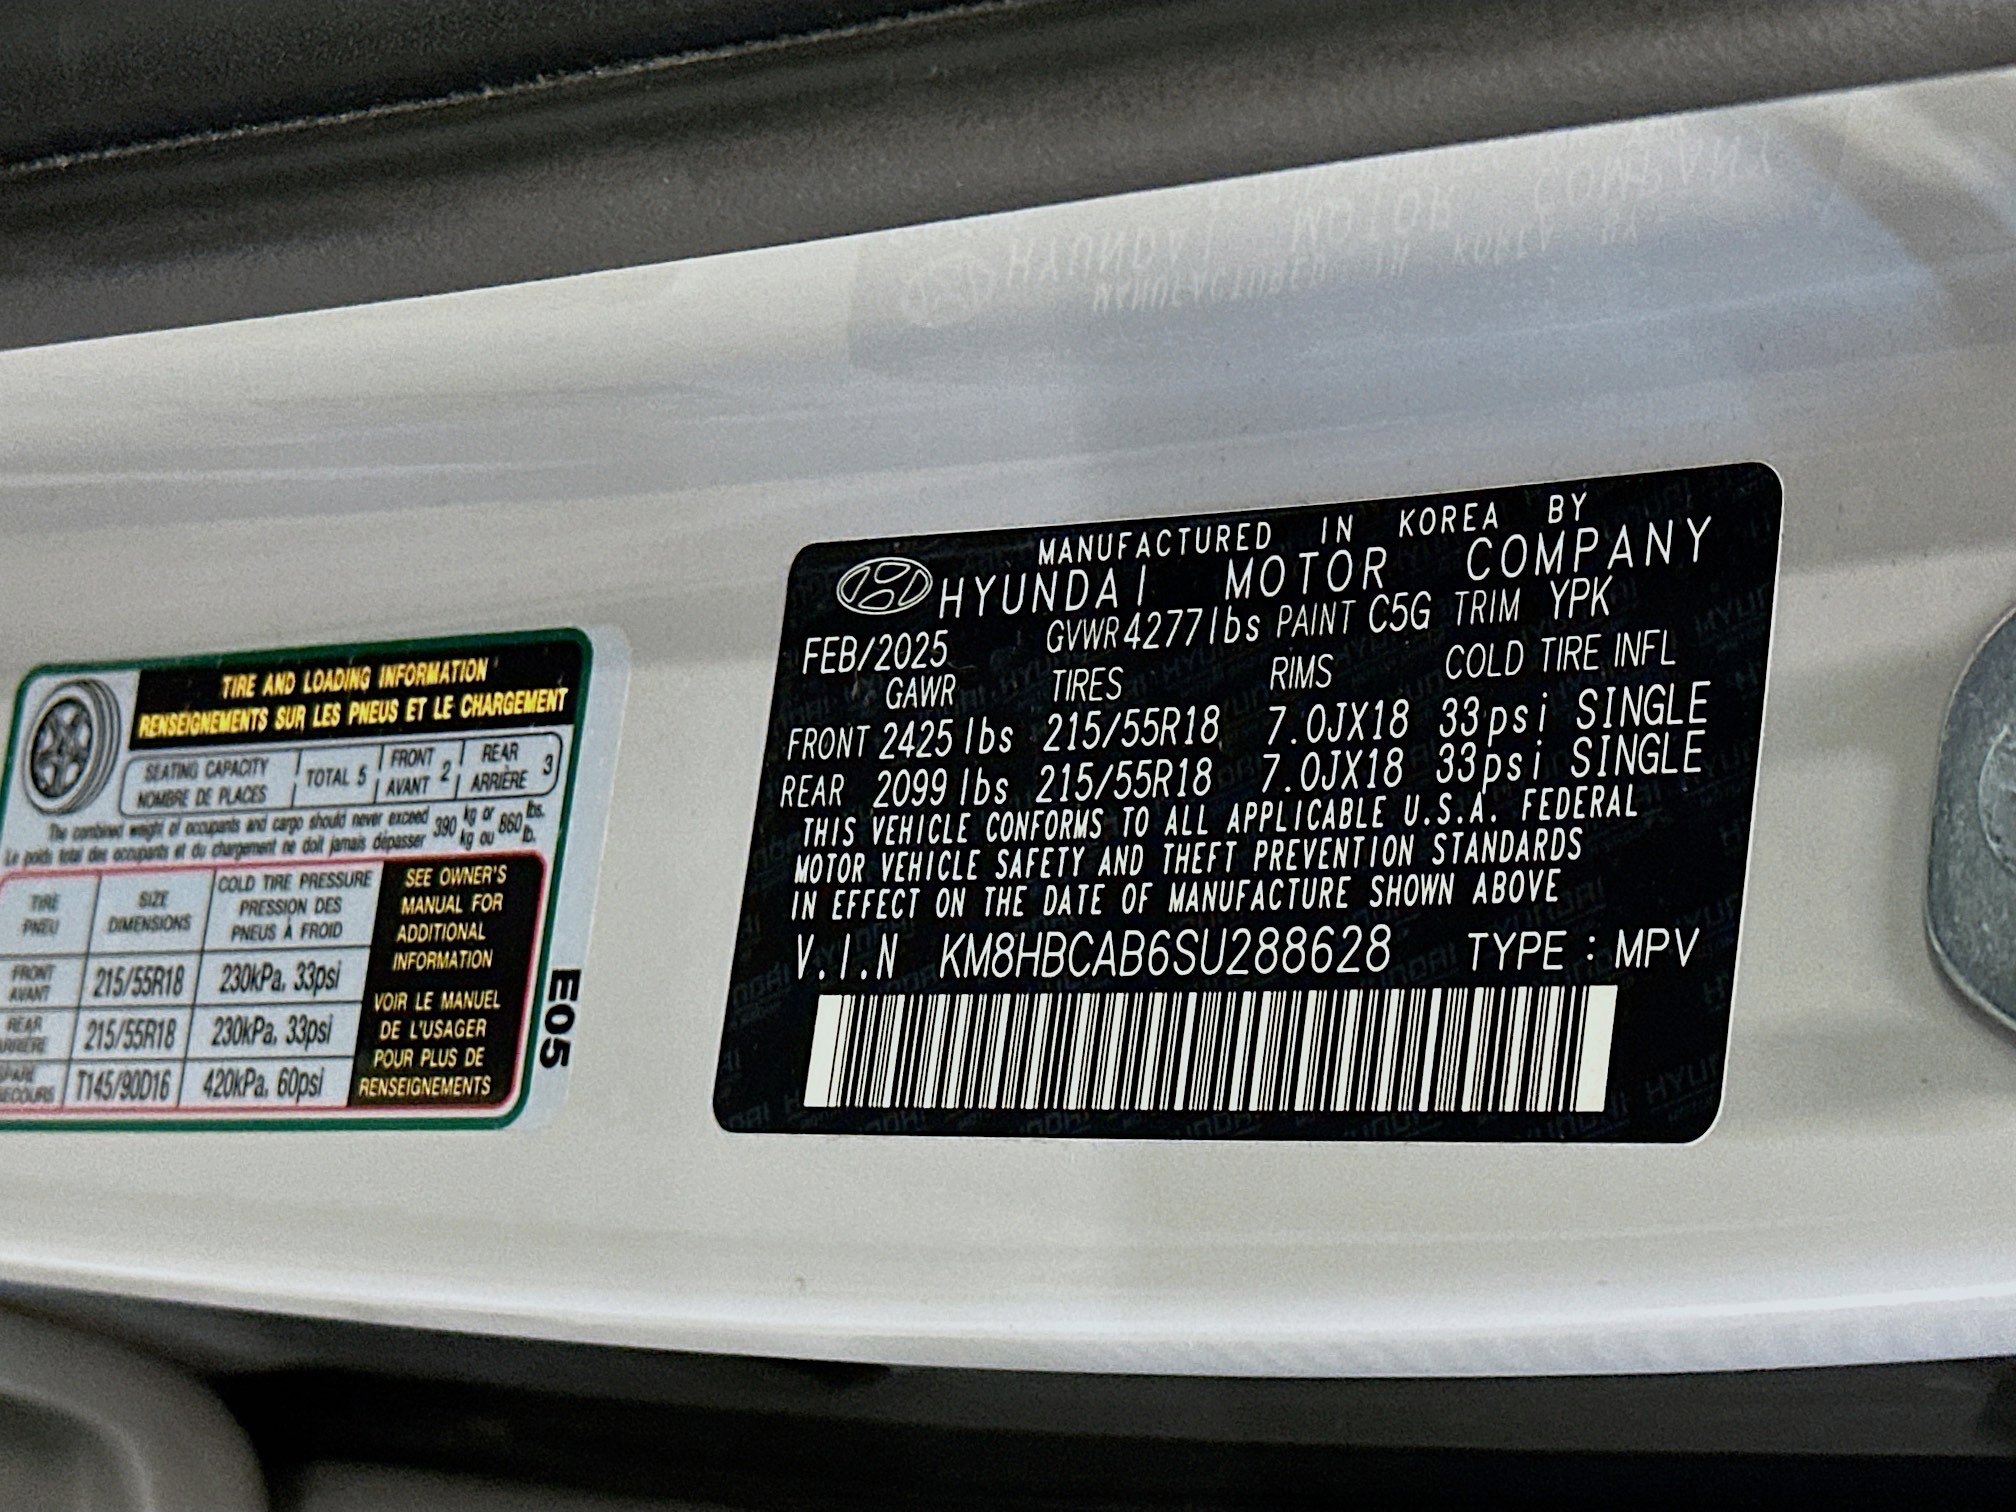 TIRE AND LOADING INFORMATION
RENSEIGNEMENTS SUR LES PNEUS ET LE CHARGEMENT
SEATING CAPACITY TOTAL 5 FRONT 2 REAR 3
NOMBRE DE PLACES AVANT ARRIÈRE
The combined weight of occupants and cargo should never exceed 390 kg or 860 lbs.
Le poids total des occupants et du chargement ne doit jamais dépasser kg ou lb.
TIRE SIZE COLD TIRE PRESSURE
PNEU DIMENSIONS PRESSION DES
PNEUS À FROID
FRONT
AVANT 215/55R18 230kPa, 33psi
REAR
ARRIERE 215/55R18 230kPa, 33psi
SPARE
SECOURS T145/90D16 420kPa, 60psi
SEE OWNER'S
MANUAL FOR
ADDITIONAL
INFORMATION
VOIR LE MANUEL
DE L'USAGER
POUR PLUS DE
RENSEIGNEMENTS
E05
MANUFACTURED IN KOREA BY
HYUNDAI MOTOR COMPANY
FEB/2025 GVWR 4277lbs PAINT C5G TRIM YPK
GAWR TIRES RIMS COLD TIRE INFL
FRONT 2425 lbs 215/55R18 7.0JX18 33psi SINGLE
REAR 2099 lbs 215/55R18 7.0JX18 33psi SINGLE
THIS VEHICLE CONFORMS TO ALL APPLICABLE U.S.A. FEDERAL
MOTOR VEHICLE SAFETY AND THEFT PREVENTION STANDARDS
IN EFFECT ON THE DATE OF MANUFACTURE SHOWN ABOVE
V.I.N KM8HBCAB6SU288628 TYPE : MPV